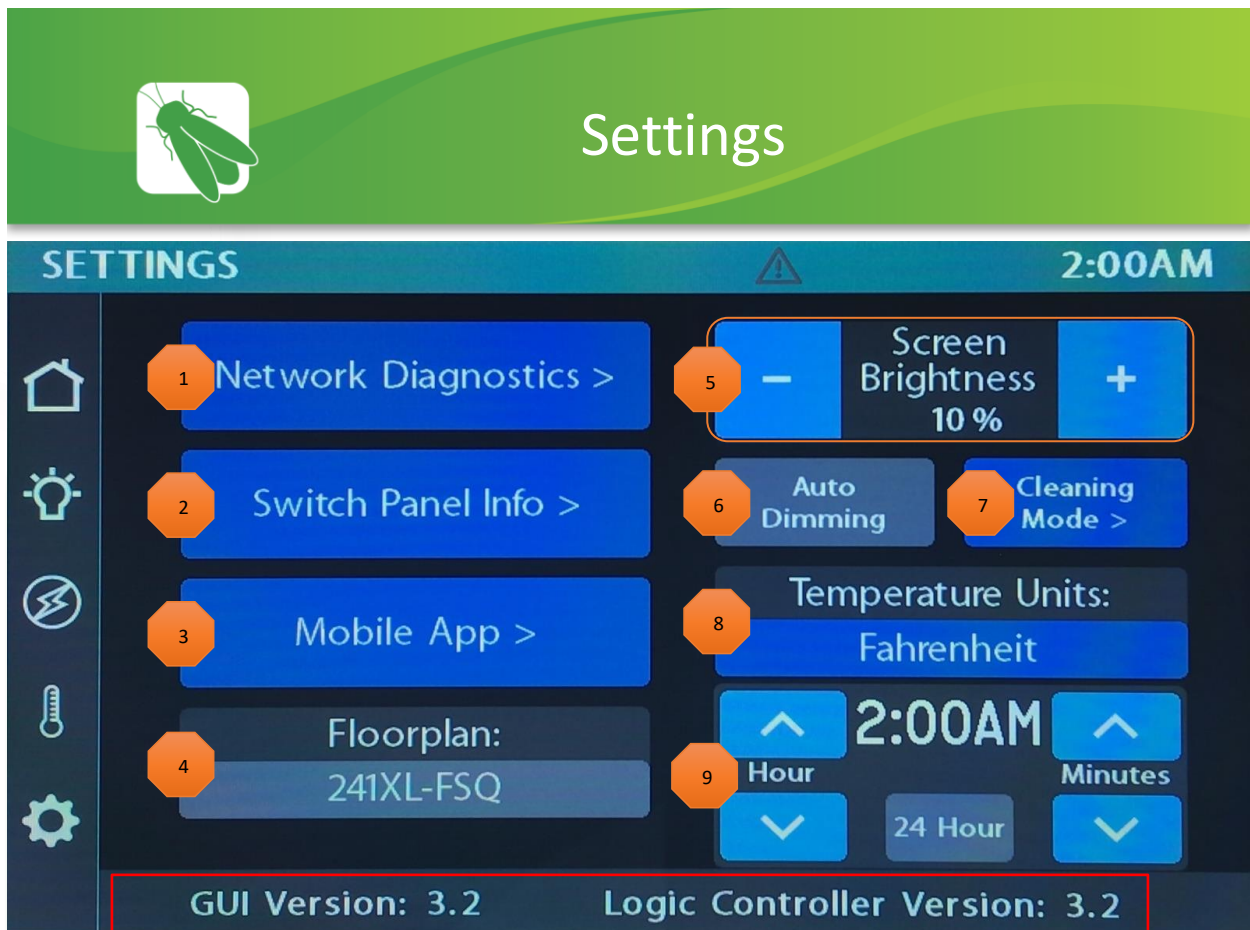 Settings
SETTINGS
2:00AM
1
Network Diagnostics >
2
Switch Panel Info >
3
Mobile App >
4
Floorplan:
241XL-FSQ
5
−
Screen
Brightness
10 %
+
6
Auto
Dimming
7
Cleaning
Mode >
8
Temperature Units:
Fahrenheit
9
2:00AM
Hour
Minutes
24 Hour
GUI Version: 3.2
Logic Controller Version: 3.2